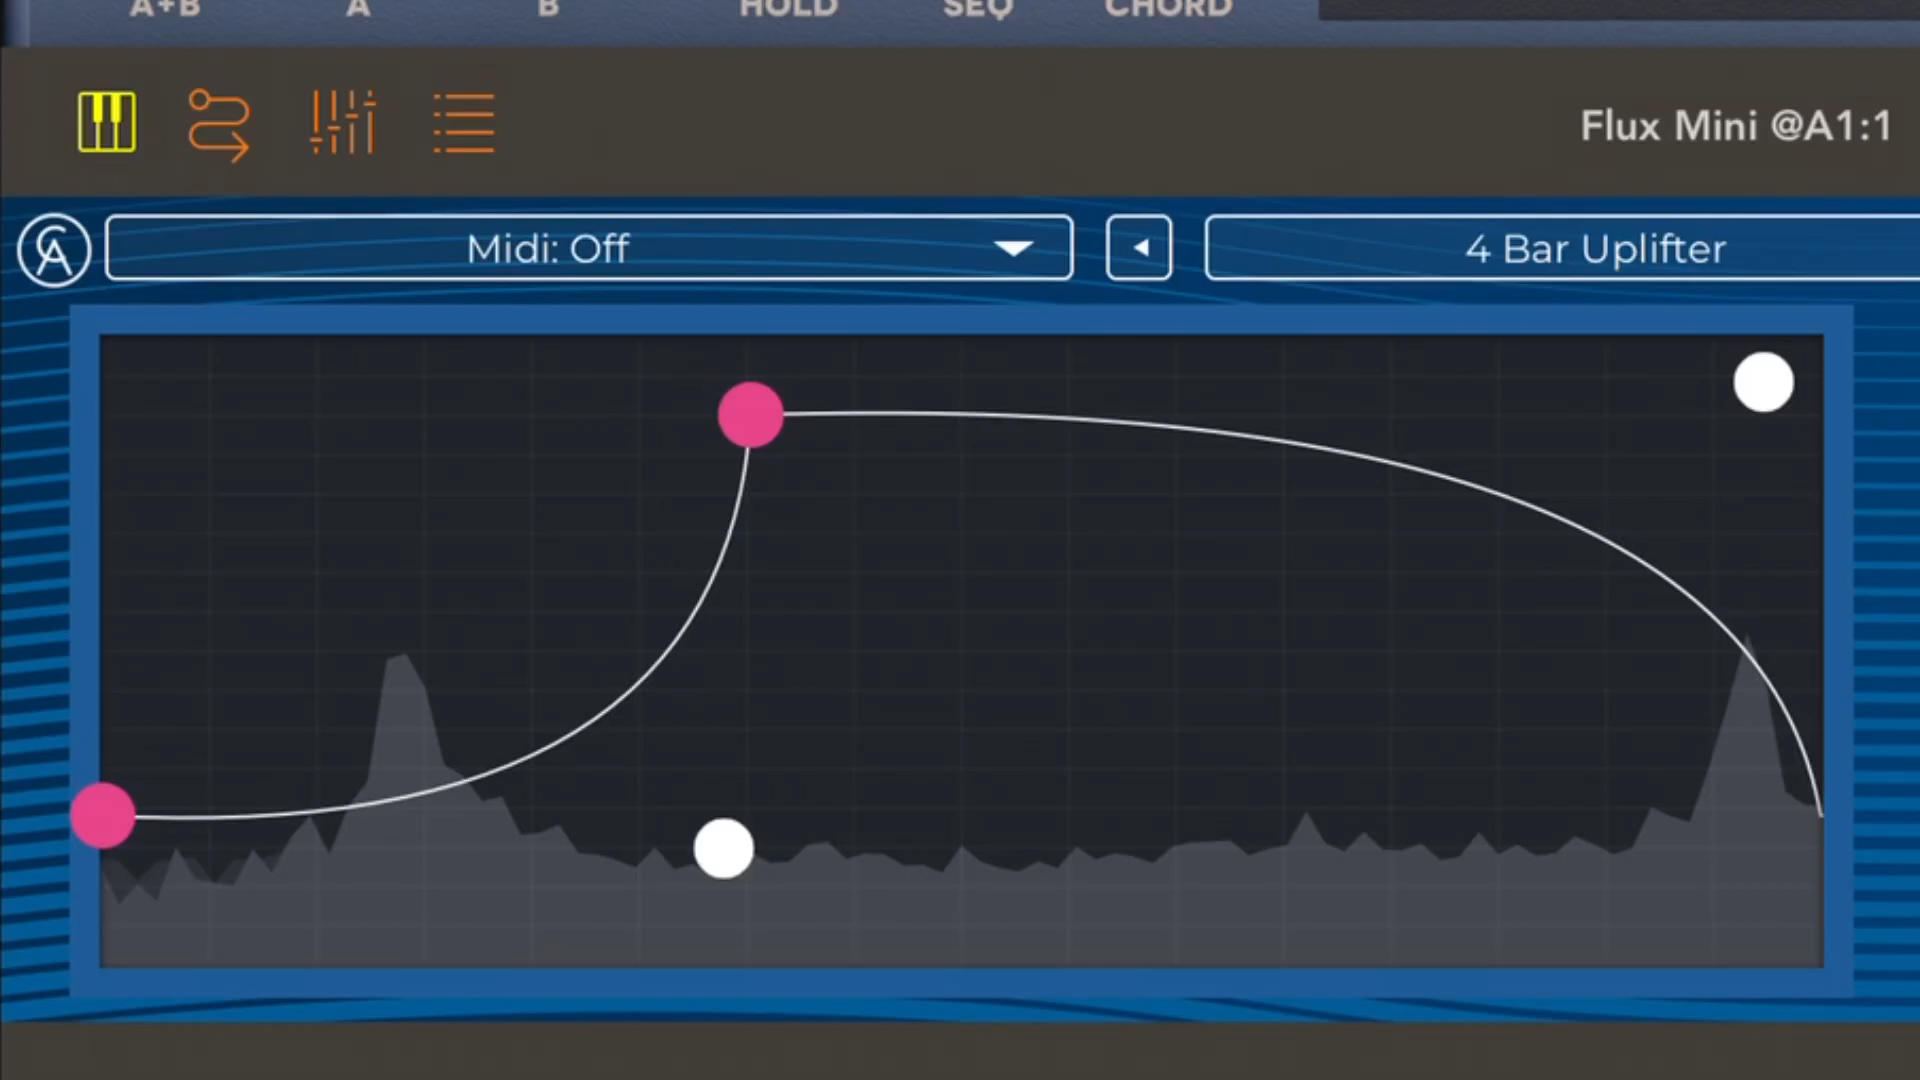 A+B A B HOLD SEQ CHORD
Flux Mini @A1:1
Midi: Off 4 Bar Uplifter